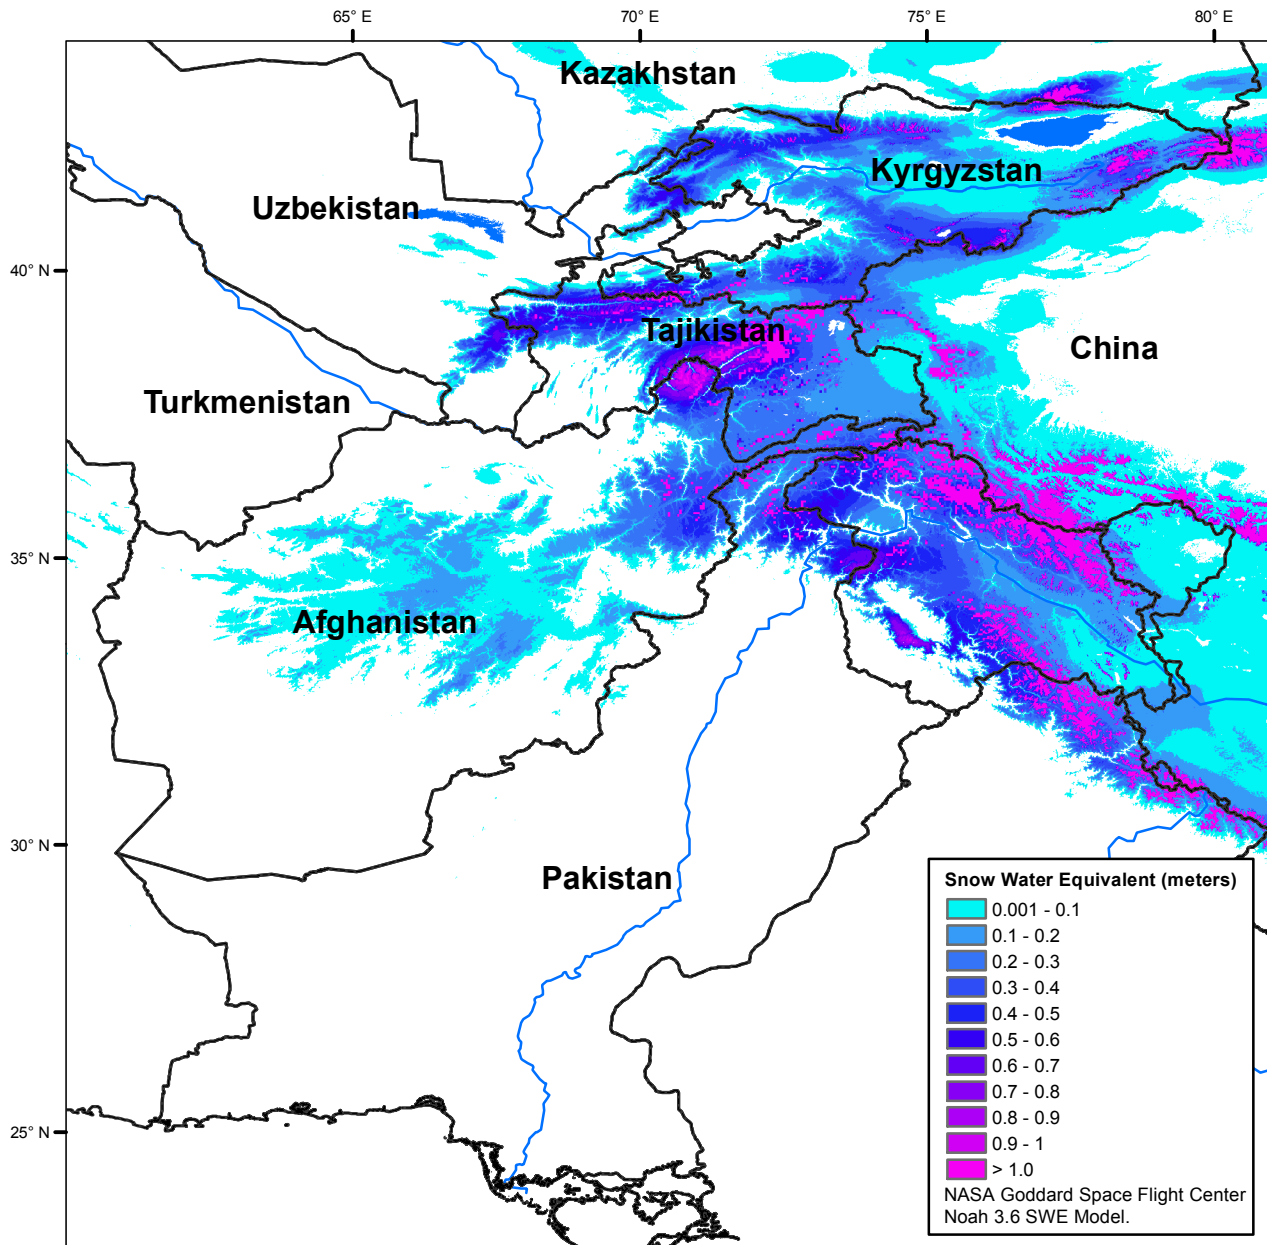 65° E
70° E
75° E
80° E
Kazakhstan
Kyrgyzstan
Uzbekistan
40° N
Tajikistan
China
Turkmenistan
35° N
Afghanistan
30° N
Pakistan
25° N
Snow Water Equivalent (meters)
0.001 - 0.1
0.1 - 0.2
0.2 - 0.3
0.3 - 0.4
0.4 - 0.5
0.5 - 0.6
0.6 - 0.7
0.7 - 0.8
0.8 - 0.9
0.9 - 1
> 1.0
NASA Goddard Space Flight Center
Noah 3.6 SWE Model.